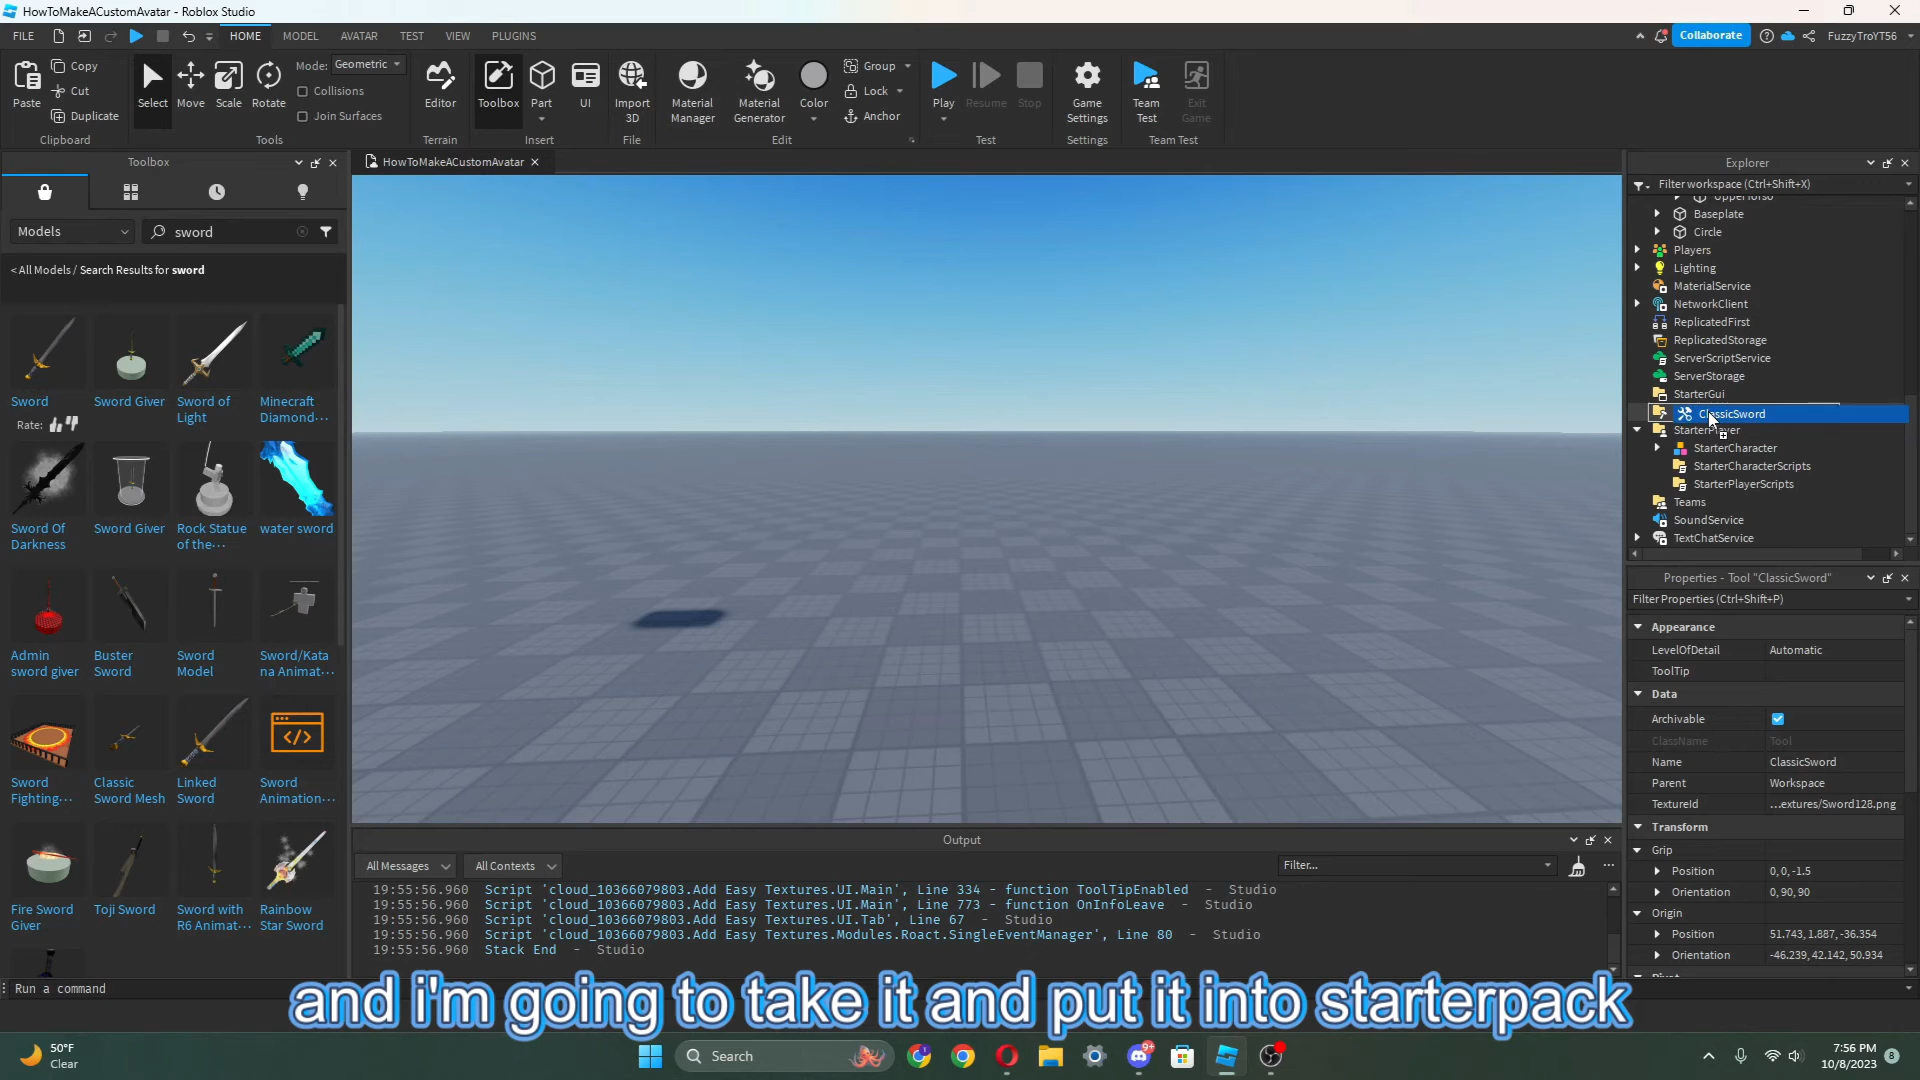 HowToMakeACustomAvatar - Roblox Studio
FILE HOME MODEL AVATAR TEST VIEW PLUGINS Collaborate FuzzyTroYT56
Paste Copy Cut Duplicate Clipboard
Select Move Scale Rotate Mode: Geometric Collisions Join Surfaces Tools
Editor Terrain
Toolbox Part UI Insert
Import 3D File
Material Manager Material Generator Color Group Lock Anchor Edit
Play Resume Stop Test
Game Settings Settings
Team Test Exit Game Team Test
Toolbox
Models sword
< All Models / Search Results for sword
Sword
Rate:
Sword Giver
Sword of Light
Minecraft Diamond...
Sword Of Darkness
Sword Giver
Rock Statue of the...
water sword
Admin sword giver
Buster Sword
Sword Model
Sword/Kata na Animat...
Sword Fighting...
Classic Sword Mesh
Linked Sword
Sword Animation...
Fire Sword Giver
Toji Sword
Sword with R6 Animat...
Rainbow Star Sword
HowToMakeACustomAvatar
Explorer
Filter workspace (Ctrl+Shift+X)
UpperTorso
Baseplate
Circle
Players
Lighting
MaterialService
NetworkClient
ReplicatedFirst
ReplicatedStorage
ServerScriptService
ServerStorage
StarterGui
ClassicSword
StarterPlayer
StarterCharacter
StarterCharacterScripts
StarterPlayerScripts
Teams
SoundService
TextChatService
Properties - Tool "ClassicSword"
Filter Properties (Ctrl+Shift+P)
Appearance
LevelOfDetail Automatic
ToolTip
Data
Archivable
ClassName Tool
Name ClassicSword
Parent Workspace
TextureId ...extures/Sword128.png
Transform
Grip
Position 0, 0, -1.5
Orientation 0, 90, 90
Origin
Position 51.743, 1.887, -36.354
Orientation -46.239, 42.142, 50.934
Output
All Messages All Contexts Filter...
19:55:56.960 Script 'cloud_10366079803.Add Easy Textures.UI.Main', Line 334 - function ToolTipEnabled - Studio
19:55:56.960 Script 'cloud_10366079803.Add Easy Textures.UI.Main', Line 773 - function OnInfoLeave - Studio
19:55:56.960 Script 'cloud_10366079803.Add Easy Textures.UI.Tab', Line 67 - Studio
19:55:56.960 Script 'cloud_10366079803.Add Easy Textures.Modules.Roact.SingleEventManager', Line 80 - Studio
19:55:56.960 Stack End - Studio
Run a command
and i'm going to take it and put it into starterpack
50°F
Clear
Search
9+
7:56 PM
10/8/2023
8